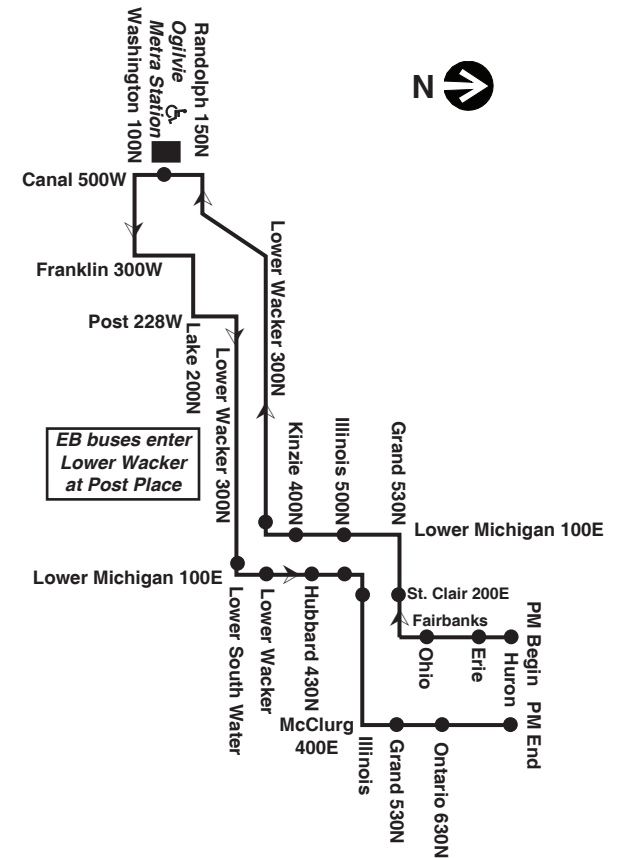 Washington 100N
Ogilvie
Metra Station
Randolph 150N
N
Canal 500W
Franklin 300W
Post 228W
Lake 200N
Lower Wacker 300N
Lower Wacker 300N
EB buses enter
Lower Wacker
at Post Place
Kinzie 400N
Illinois 500N
Grand 530N
Lower Michigan 100E
Lower Michigan 100E
St. Clair 200E
Fairbanks
Lower South Water
Lower Wacker
Hubbard 430N
Ohio
Erie
Huron
PM Begin
PM End
McClurg
400E
Illinois
Grand 530N
Ontario 630N